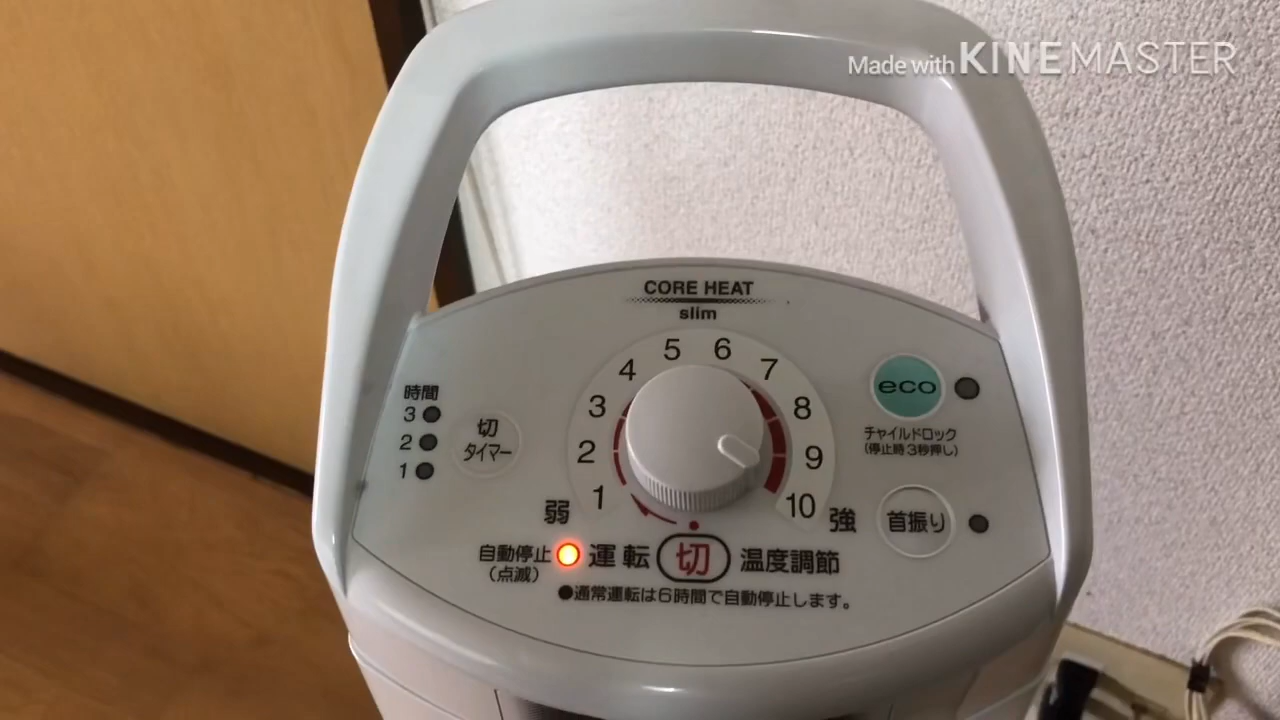 Made with KINEMASTER
CORE HEAT
slim
時間
3
2
1
切
タイマー
1
2
3
4
5
6
7
8
9
10
弱
強
eco
チャイルドロック
(停止時3秒押し)
首振り
自動停止
(点滅)
運転
切
温度調節
●通常運転は6時間で自動停止します。